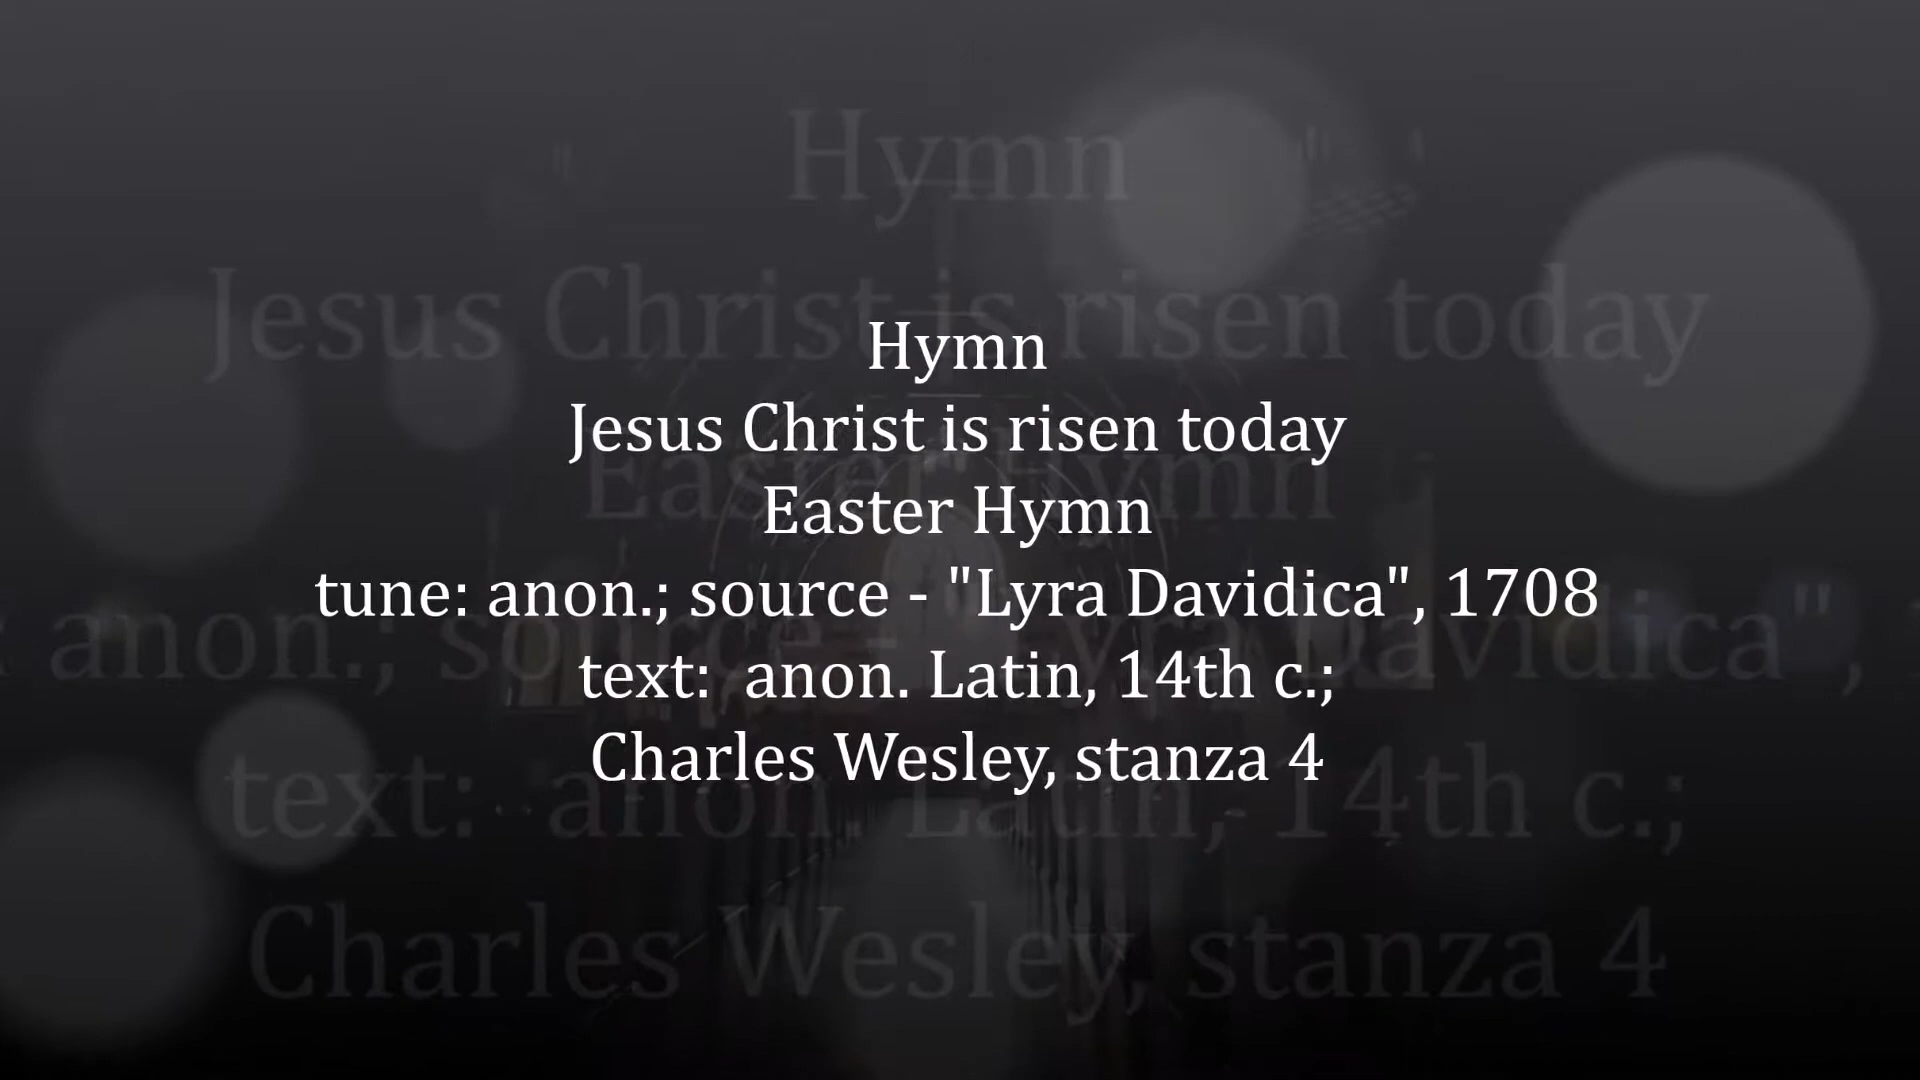 Hymn
Jesus Christ is risen today
Easter Hymn
tune: anon.; source - "Lyra Davidica", 1708
text:  anon. Latin, 14th c.;
Charles Wesley, stanza 4